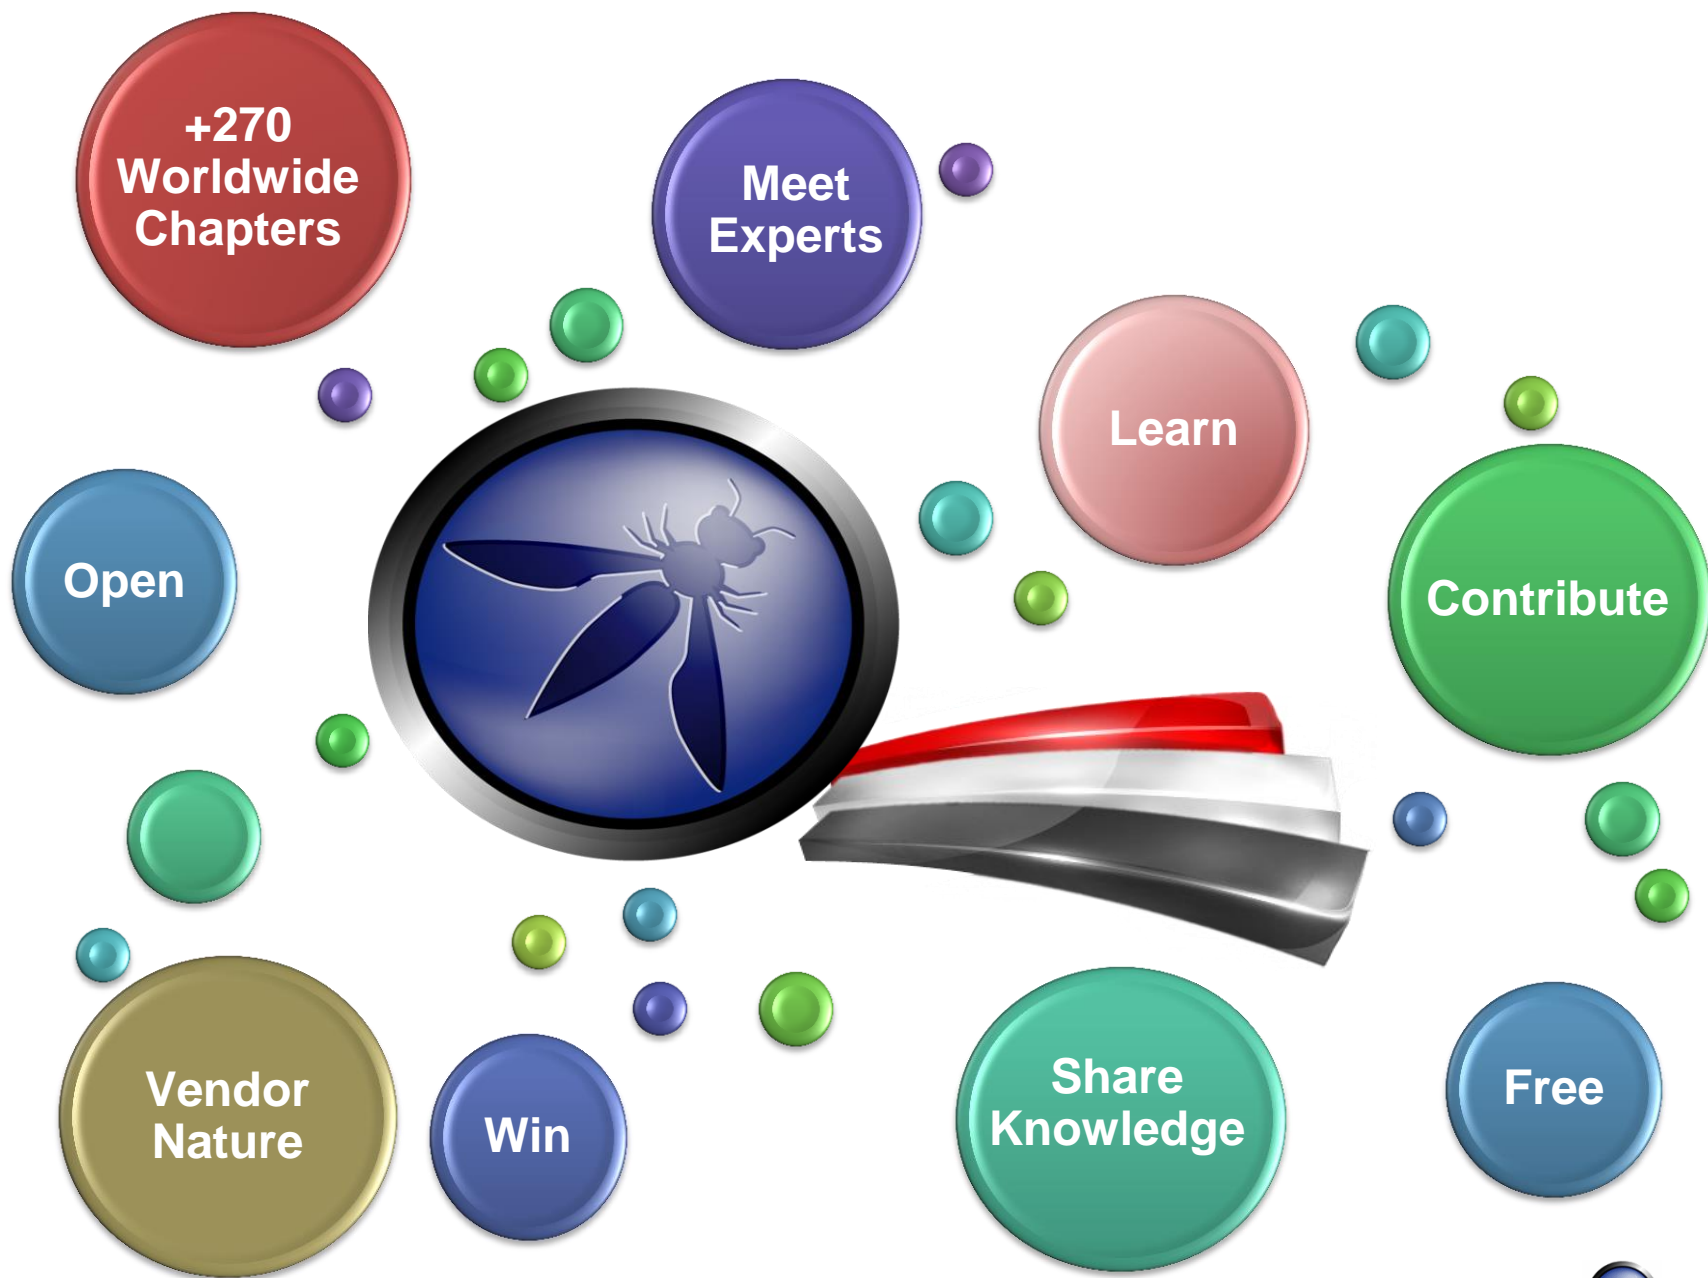 +270
Worldwide
Chapters
Meet
Experts
Learn
Open
Contribute
Vendor
Nature
Win
Share
Knowledge
Free